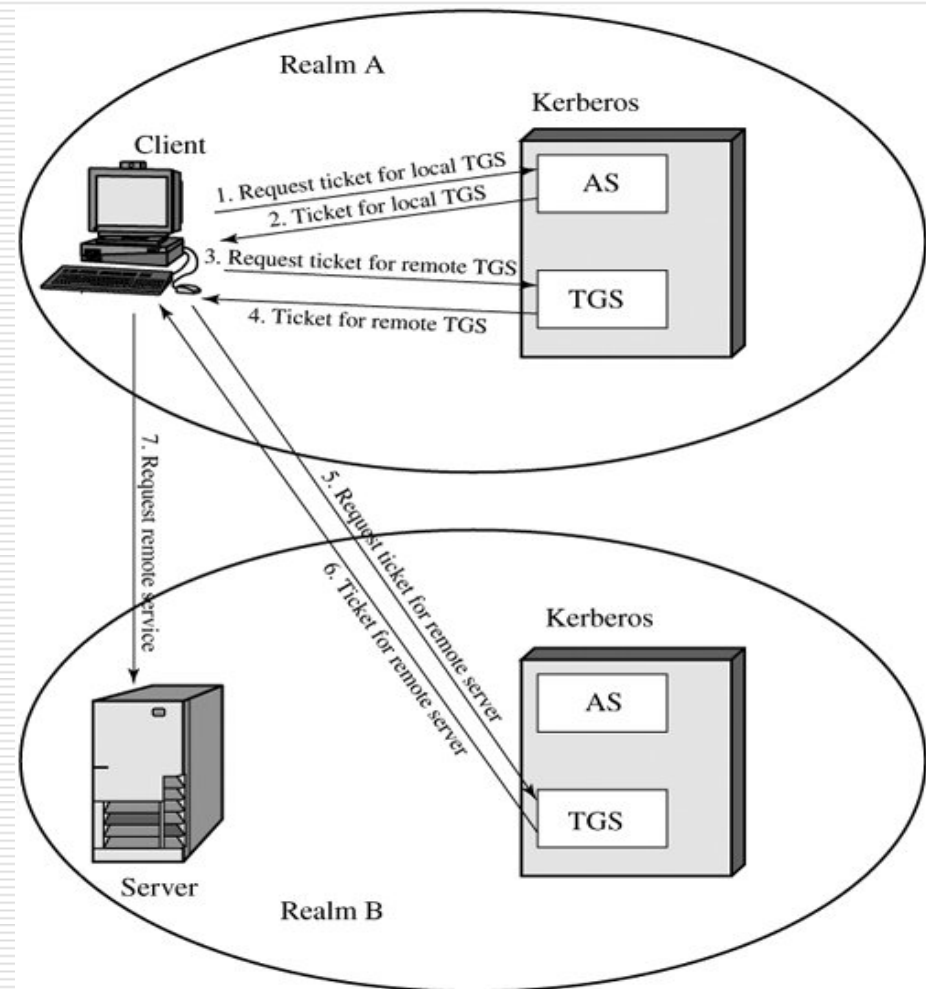 Realm A
Kerberos
Client
AS
1. Request ticket for local TGS
2. Ticket for local TGS
3. Request ticket for remote TGS
TGS
4. Ticket for remote TGS
7. Request remote service
5. Request ticket for remote server
6. Ticket for remote server
Kerberos
AS
TGS
Server
Realm B